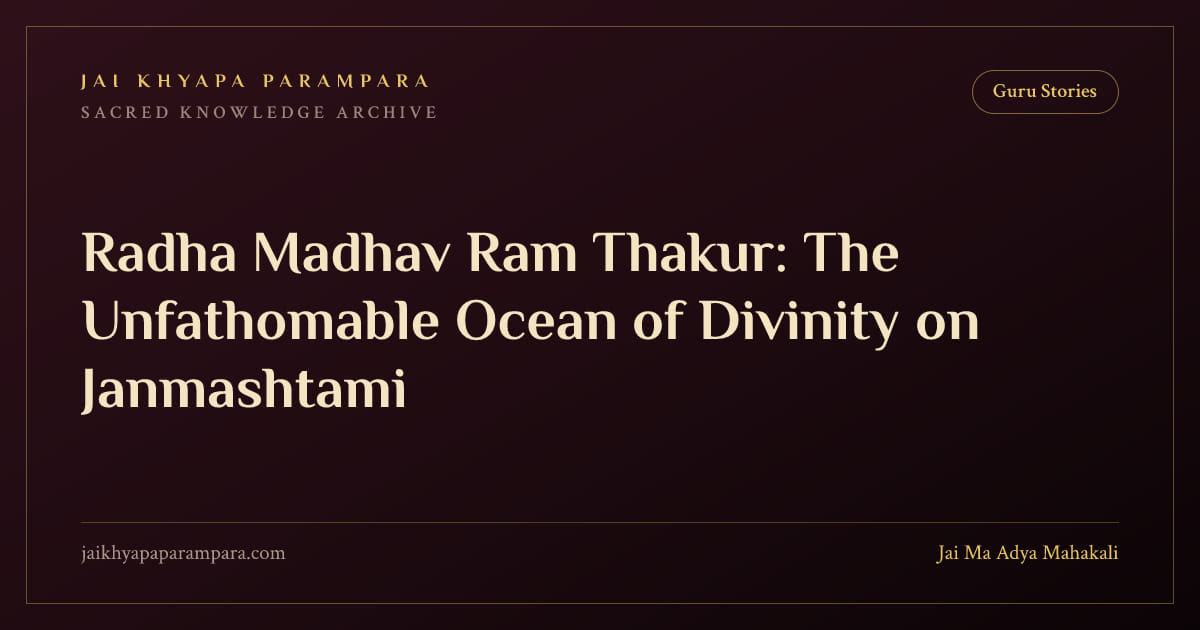 JAI KHYAPA PARAMPARA
SACRED KNOWLEDGE ARCHIVE
Guru Stories
Radha Madhav Ram Thakur: The
Unfathomable Ocean of Divinity on
Janmashtami
jaikhyapaparampara.com
Jai Ma Adya Mahakali